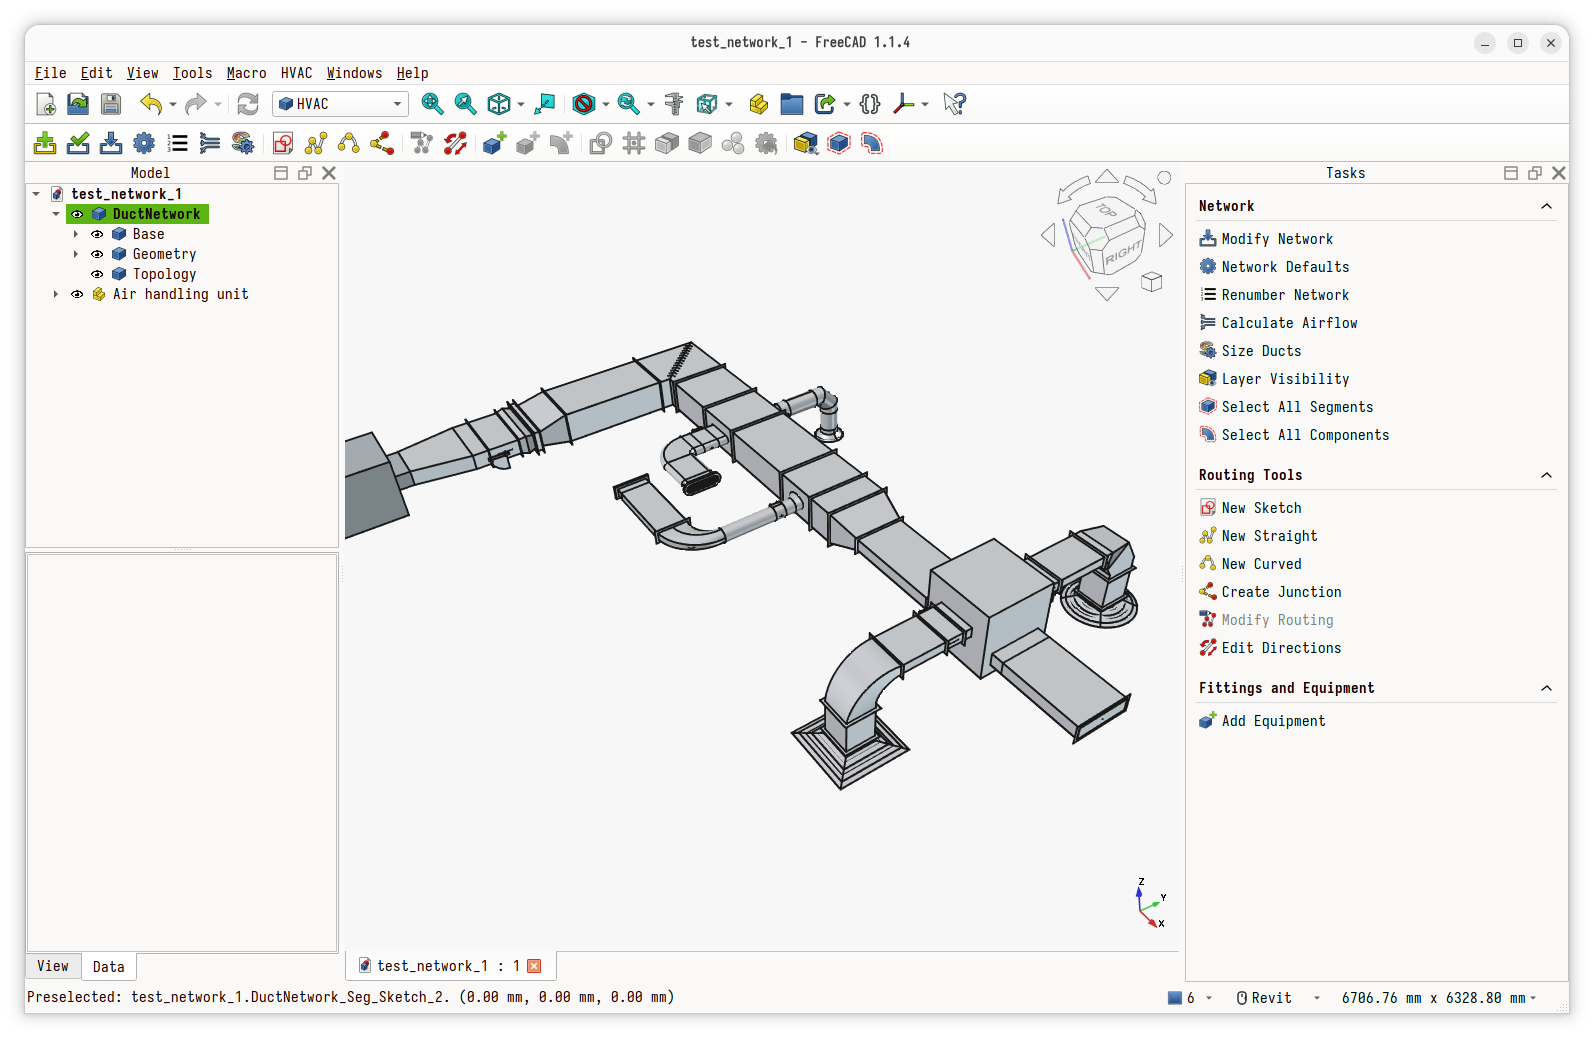 test_network_1 - FreeCAD 1.1.4
File Edit View Tools Macro HVAC Windows Help
HVAC
Model
test_network_1
DuctNetwork
Base
Geometry
Topology
Air handling unit
View Data
TOP
RIGHT
Z
Y
X
test_network_1 : 1
Tasks
Network
Modify Network
Network Defaults
Renumber Network
Calculate Airflow
Size Ducts
Layer Visibility
Select All Segments
Select All Components
Routing Tools
New Sketch
New Straight
New Curved
Create Junction
Modify Routing
Edit Directions
Fittings and Equipment
Add Equipment
Preselected: test_network_1.DuctNetwork_Seg_Sketch_2. (0.00 mm, 0.00 mm, 0.00 mm)
6 Revit 6706.76 mm x 6328.80 mm